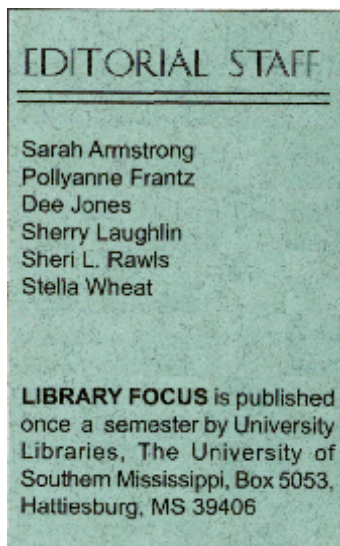 EDITORIAL STAFF
Sarah Armstrong
Pollyanne Frantz
Dee Jones
Sherry Laughlin
Sheri L. Rawls
Stella Wheat
LIBRARY FOCUS is published
once a semester by University
Libraries, The University of
Southern Mississippi, Box 5053,
Hattiesburg, MS 39406